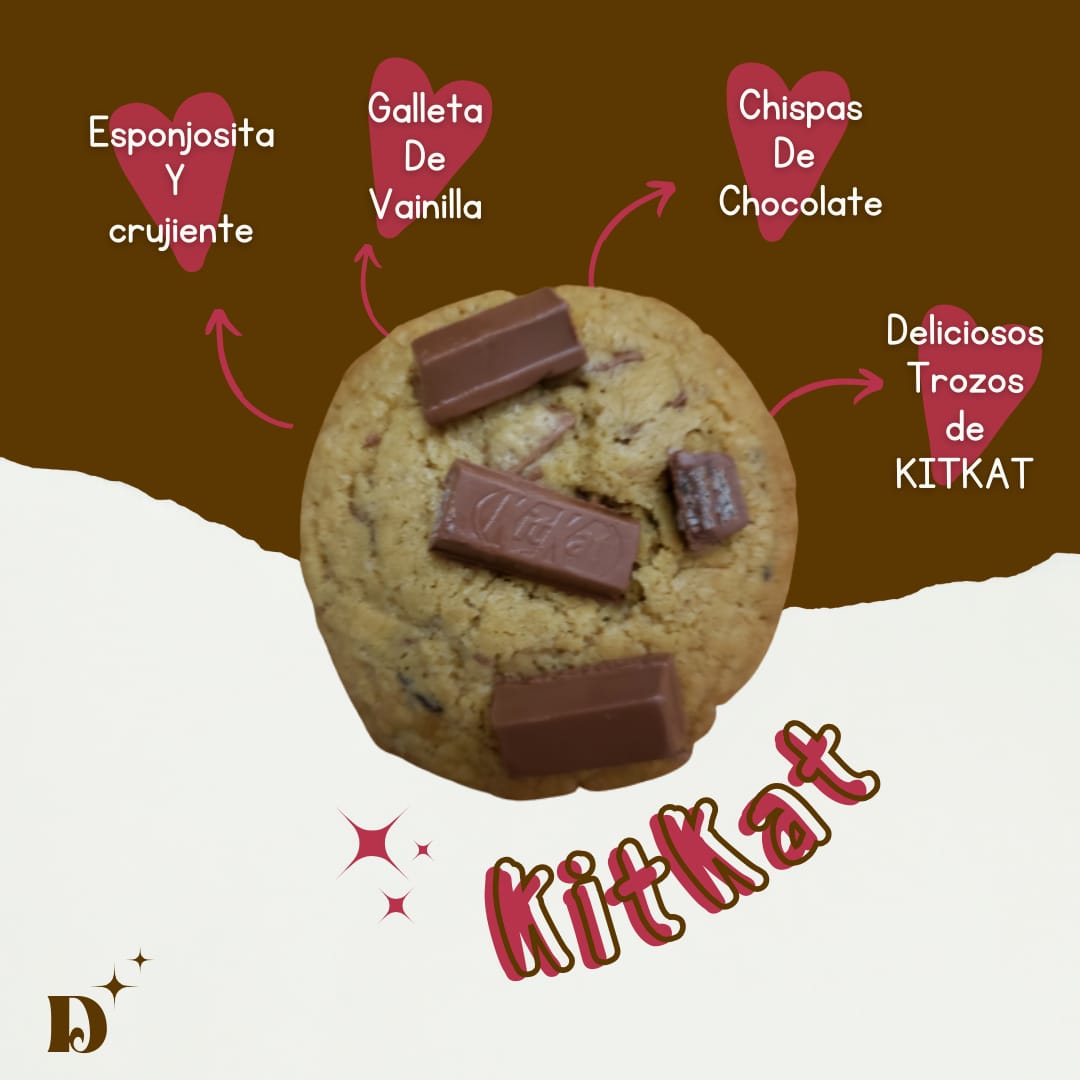 Esponjosita
Y
crujiente
Galleta
De
Vainilla
Chispas
De
Chocolate
Deliciosos
Trozos
de
KITKAT
KitKat
KitKat
D